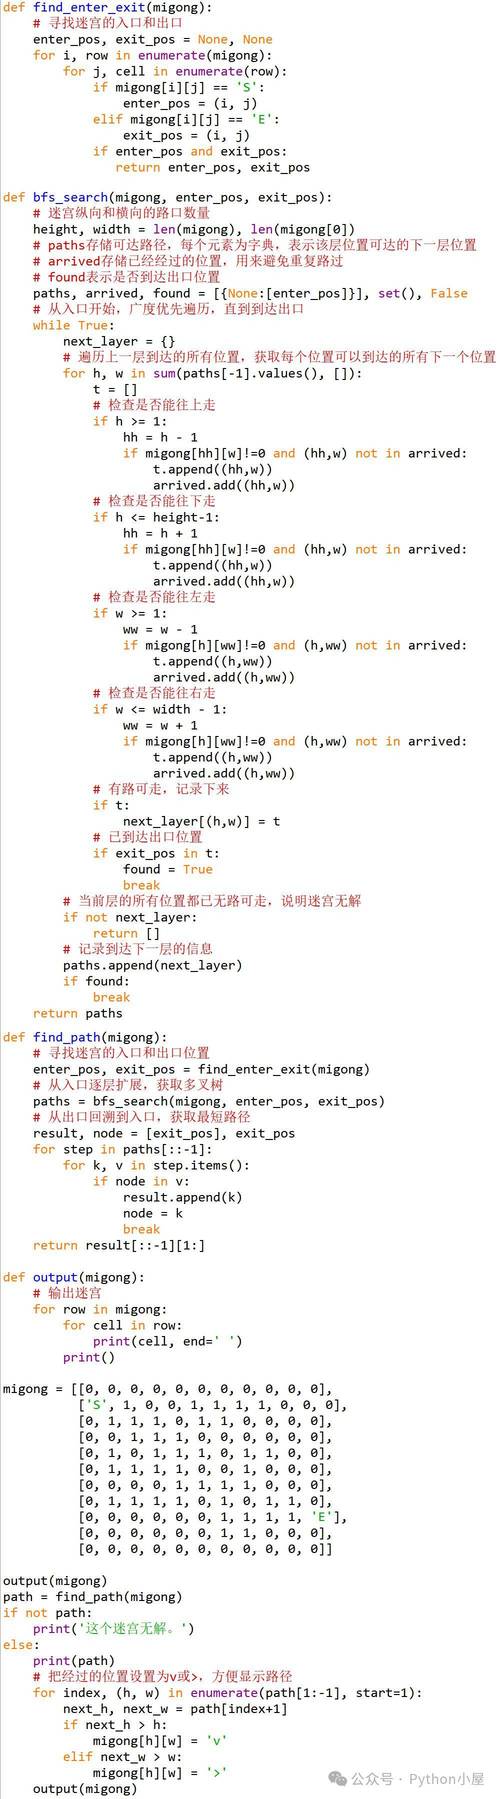 def find_enter_exit(migong):
    # 寻找迷宫的入口和出口
    enter_pos, exit_pos = None, None
    for i, row in enumerate(migong):
        for j, cell in enumerate(row):
            if migong[i][j] == 'S':
                enter_pos = (i, j)
            elif migong[i][j] == 'E':
                exit_pos = (i, j)
            if enter_pos and exit_pos:
               return enter_pos, exit_pos

def bfs_search(migong, enter_pos, exit_pos):
    # 迷宫纵向和横向的路口数量
    height, width = len(migong), len(migong[0])
    # paths存储可达路径，每个元素为字典，表示该层位置可达的下一层位置
    # arrived存储已经经过的位置，用来避免重复路过
    # found表示是否到达出口位置
    paths, arrived, found = [{None:[enter_pos]}], set(), False
    # 从入口开始，广度优先遍历，直到到达出口
    while True:
        next_layer = {}
        # 遍历上一层到达的所有位置，获取每个位置可以到达的所有下一个位置
        for h, w in sum(paths[-1].values(), []):
            t = []
            # 检查是否能往上走
            if h >= 1:
                hh = h - 1
                if migong[hh][w]!=0 and (hh,w) not in arrived:
                    t.append((hh,w))
                    arrived.add((hh,w))
            # 检查是否能往下走
            if h <= height-1:
                hh = h + 1
                if migong[hh][w]!=0 and (hh,w) not in arrived:
                    t.append((hh,w))
                    arrived.add((hh,w))
            # 检查是否能往左走
            if w >= 1:
                ww = w - 1
                if migong[h][ww]!=0 and (h,ww) not in arrived:
                    t.append((h,ww))
                    arrived.add((h,ww))
            # 检查是否能往右走
            if w <= width - 1:
                ww = w + 1
                if migong[h][ww]!=0 and (h,ww) not in arrived:
                    t.append((h,ww))
                    arrived.add((h,ww))
            # 有路可走，记录下来
            if t:
                next_layer[(h,w)] = t
            # 已到达出口位置
            if exit_pos in t:
                found = True
                break
        # 当前层的所有位置都已无路可走，说明迷宫无解
        if not next_layer:
            return []
        # 记录到达下一层的信息
        paths.append(next_layer)
        if found:
            break
    return paths

def find_path(migong):
    # 寻找迷宫的入口和出口位置
    enter_pos, exit_pos = find_enter_exit(migong)
    # 从入口逐层扩展，获取多叉树
    paths = bfs_search(migong, enter_pos, exit_pos)
    # 从出口回溯到入口，获取最短路径
    result, node = [exit_pos], exit_pos
    for step in paths[::-1]:
        for k, v in step.items():
            if node in v:
                result.append(k)
                node = k
                break
    return result[::-1][1:]

def output(migong):
    # 输出迷宫
    for row in migong:
        for cell in row:
            print(cell, end=' ')
        print()

migong = [[0, 0, 0, 0, 0, 0, 0, 0, 0, 0, 0],
          ['S', 1, 0, 0, 1, 1, 1, 1, 0, 0, 0],
          [0, 1, 1, 1, 0, 1, 1, 0, 0, 0, 0],
          [0, 0, 1, 1, 1, 0, 0, 0, 0, 0, 0],
          [0, 1, 0, 1, 1, 1, 0, 1, 1, 0, 0],
          [0, 1, 1, 1, 1, 0, 0, 1, 0, 0, 0],
          [0, 0, 0, 0, 1, 1, 1, 1, 0, 0, 0],
          [0, 1, 1, 1, 1, 0, 1, 0, 1, 1, 0],
          [0, 0, 0, 0, 0, 0, 1, 1, 1, 1, 'E'],
          [0, 0, 0, 0, 0, 0, 1, 1, 0, 0, 0],
          [0, 0, 0, 0, 0, 0, 0, 0, 0, 0, 0]]

output(migong)
path = find_path(migong)
if not path:
    print('这个迷宫无解。')
else:
    print(path)
    # 把经过的位置设置为v或>，方便显示路径
    for index, (h, w) in enumerate(path[1:-1], start=1):
        next_h, next_w = path[index+1]
        if next_h > h:
            migong[h][w] = 'v'
        elif next_w > w:
            migong[h][w] = '>'
    output(migong)
公众号 · Python小屋